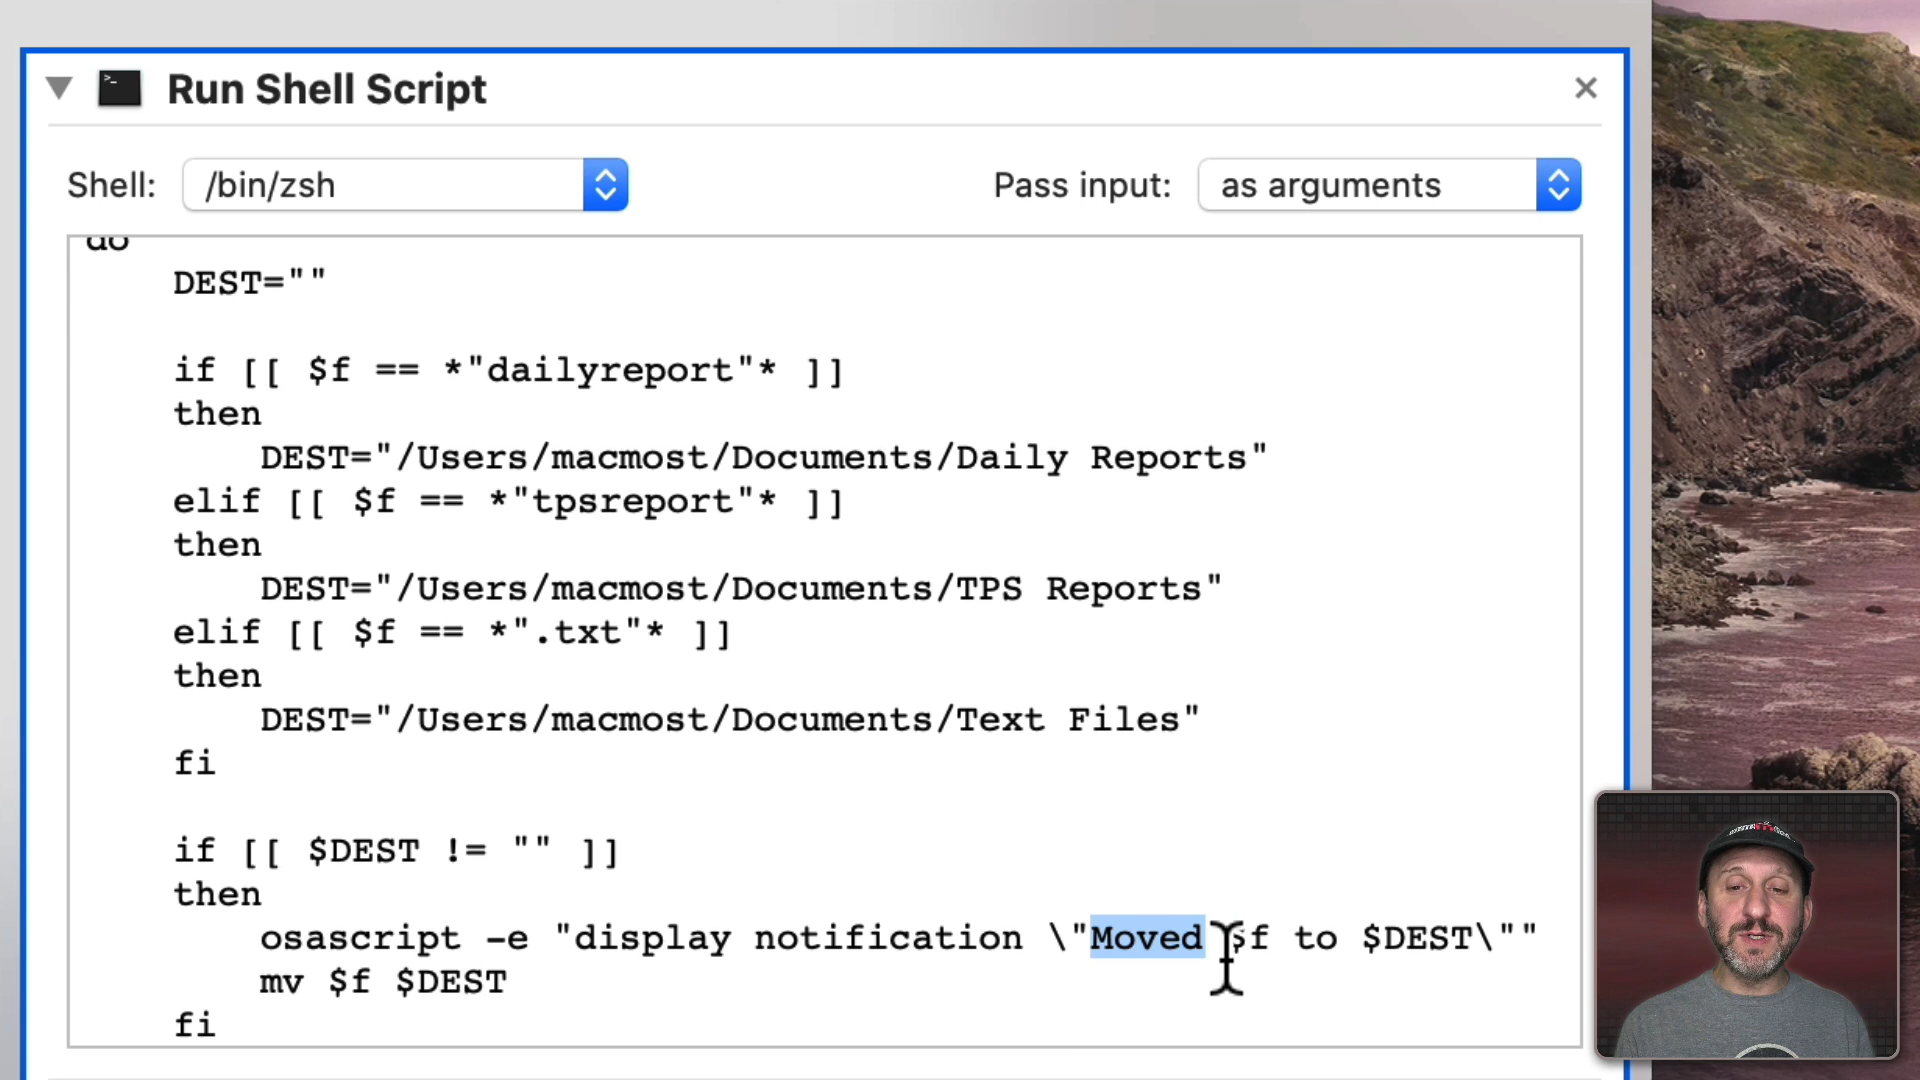 Run Shell Script
Shell: /bin/zsh Pass input: as arguments
do
DEST=""
if [[ $f == *"dailyreport"* ]]
then
DEST="/Users/macmost/Documents/Daily Reports"
elif [[ $f == *"tpsreport"* ]]
then
DEST="/Users/macmost/Documents/TPS Reports"
elif [[ $f == *".txt"* ]]
then
DEST="/Users/macmost/Documents/Text Files"
fi
if [[ $DEST != "" ]]
then
osascript -e "display notification \"Moved $f to $DEST\""
mv $f $DEST
fi